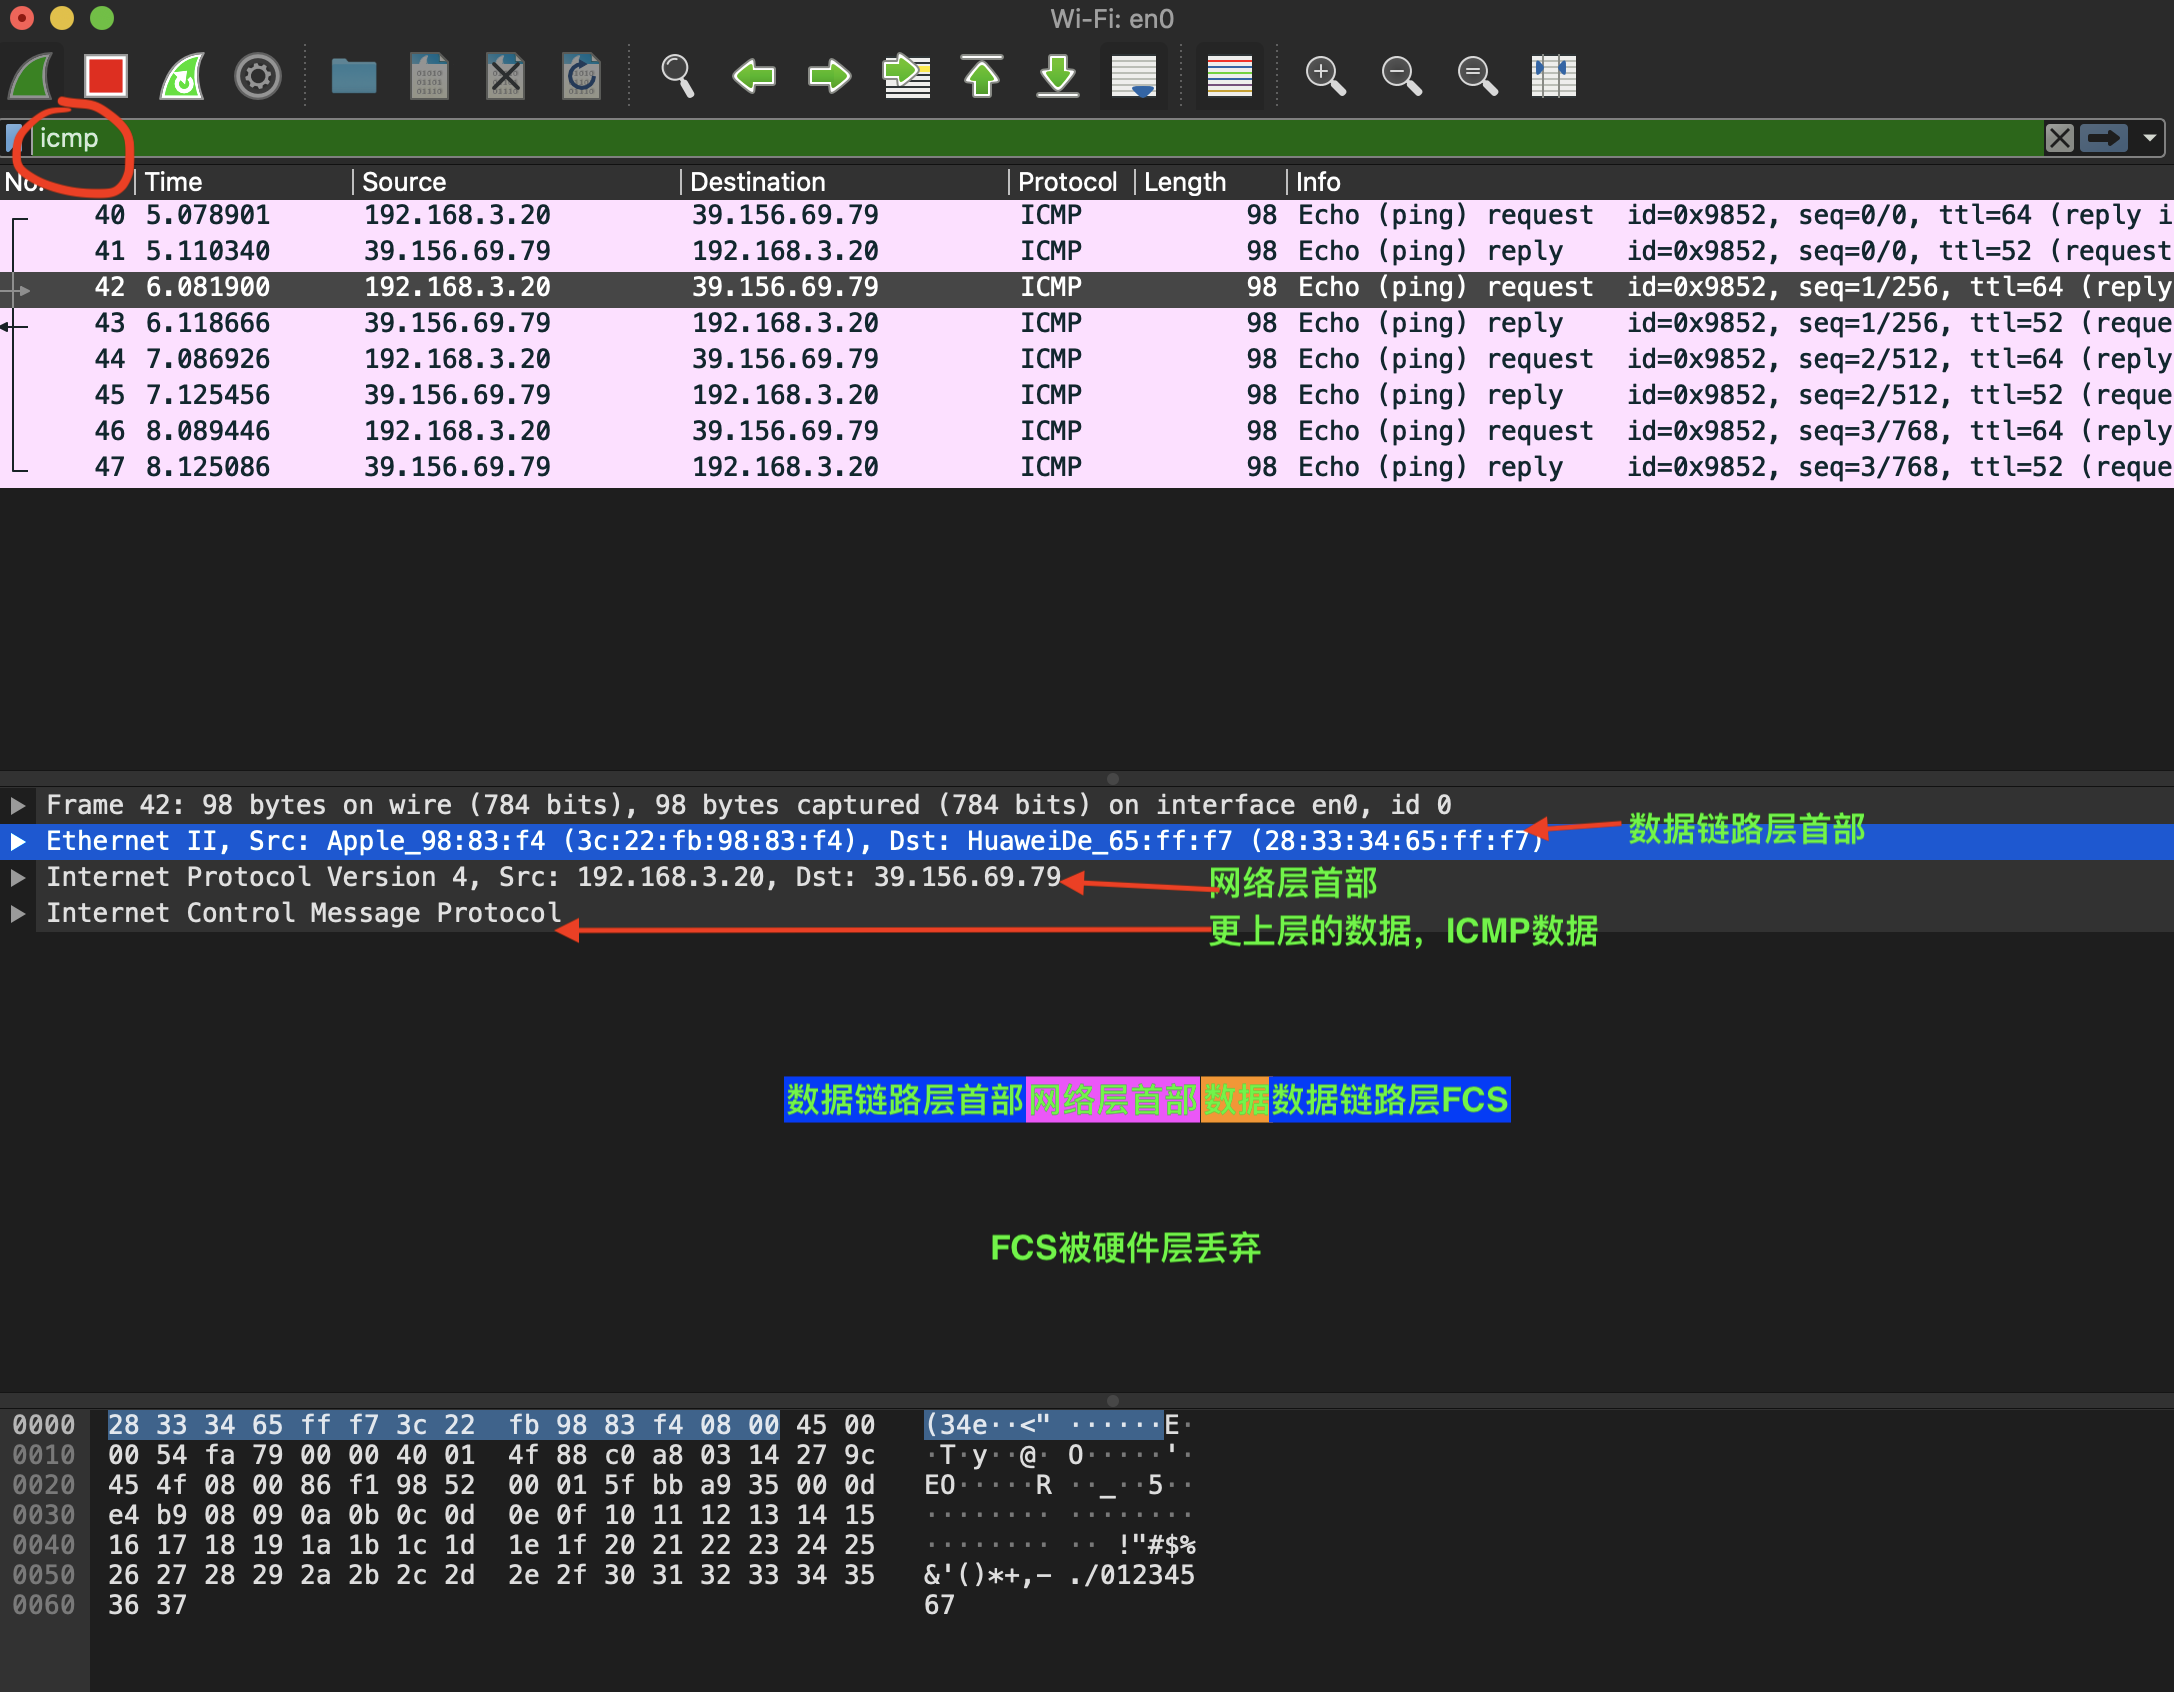 Wi-Fi: en0
icmp
No. Time Source Destination Protocol Length Info
40 5.078901 192.168.3.20 39.156.69.79 ICMP 98 Echo (ping) request id=0x9852, seq=0/0, ttl=64 (reply i
41 5.110340 39.156.69.79 192.168.3.20 ICMP 98 Echo (ping) reply id=0x9852, seq=0/0, ttl=52 (request
42 6.081900 192.168.3.20 39.156.69.79 ICMP 98 Echo (ping) request id=0x9852, seq=1/256, ttl=64 (reply
43 6.118666 39.156.69.79 192.168.3.20 ICMP 98 Echo (ping) reply id=0x9852, seq=1/256, ttl=52 (reque
44 7.086926 192.168.3.20 39.156.69.79 ICMP 98 Echo (ping) request id=0x9852, seq=2/512, ttl=64 (reply
45 7.125456 39.156.69.79 192.168.3.20 ICMP 98 Echo (ping) reply id=0x9852, seq=2/512, ttl=52 (reque
46 8.089446 192.168.3.20 39.156.69.79 ICMP 98 Echo (ping) request id=0x9852, seq=3/768, ttl=64 (reply
47 8.125086 39.156.69.79 192.168.3.20 ICMP 98 Echo (ping) reply id=0x9852, seq=3/768, ttl=52 (reque
Frame 42: 98 bytes on wire (784 bits), 98 bytes captured (784 bits) on interface en0, id 0
Ethernet II, Src: Apple_98:83:f4 (3c:22:fb:98:83:f4), Dst: HuaweiDe_65:ff:f7 (28:33:34:65:ff:f7) 数据链路层首部
Internet Protocol Version 4, Src: 192.168.3.20, Dst: 39.156.69.79 网络层首部
Internet Control Message Protocol 更上层的数据，ICMP数据
数据链路层首部 网络层首部 数据 数据链路层FCS
FCS被硬件层丢弃
0000 28 33 34 65 ff f7 3c 22 fb 98 83 f4 08 00 45 00 (34e··<" ······E·
0010 00 54 fa 79 00 00 40 01 4f 88 c0 a8 03 14 27 9c ·T·y··@· O·····'·
0020 45 4f 08 00 86 f1 98 52 00 01 5f bb a9 35 00 0d EO·····R ··_··5··
0030 e4 b9 08 09 0a 0b 0c 0d 0e 0f 10 11 12 13 14 15 ········ ········
0040 16 17 18 19 1a 1b 1c 1d 1e 1f 20 21 22 23 24 25 ········ ·· !"#$%
0050 26 27 28 29 2a 2b 2c 2d 2e 2f 30 31 32 33 34 35 &'()*+,- ./012345
0060 36 37 67